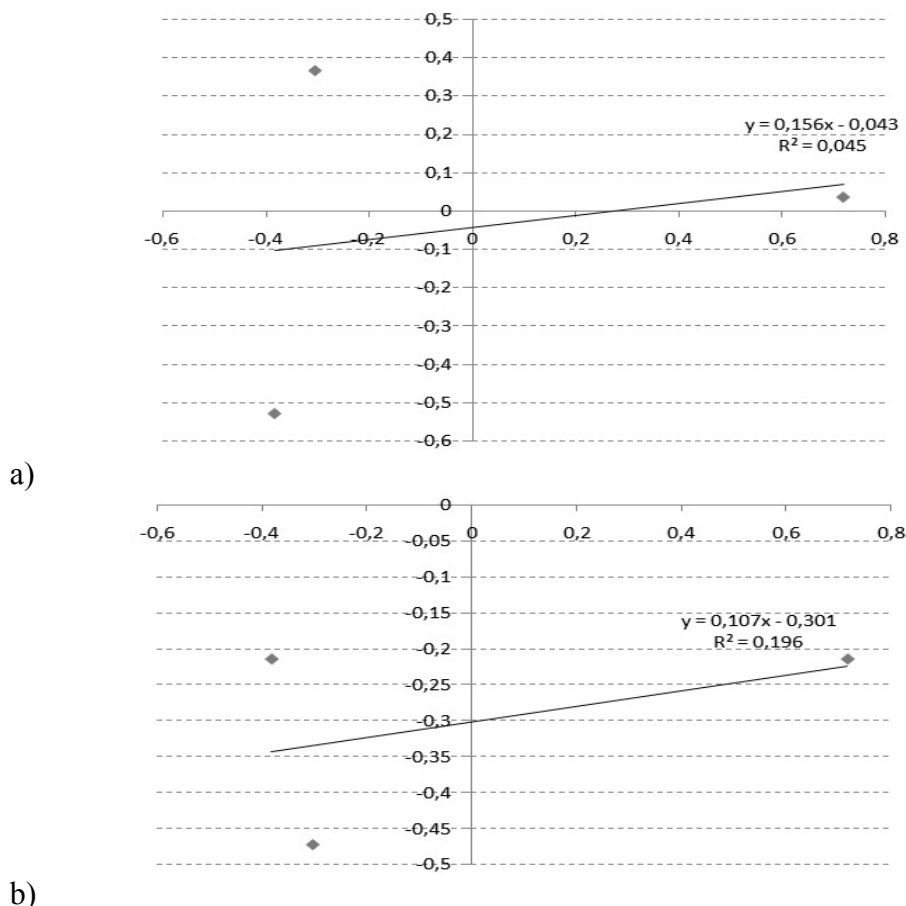 0,5
0,4
0,3
0,2
y = 0,156x - 0,043
R² = 0,045
0,1
0
-0,6 -0,4 -0,2 0 0,2 0,4 0,6 0,8
-0,1
-0,2
-0,3
-0,4
-0,5
-0,6
a)
0
-0,6 -0,4 -0,2 0 0,2 0,4 0,6 0,8
-0,05
-0,1
-0,15
y = 0,107x - 0,301
R² = 0,196
-0,2
-0,25
-0,3
-0,35
-0,4
-0,45
-0,5
b)